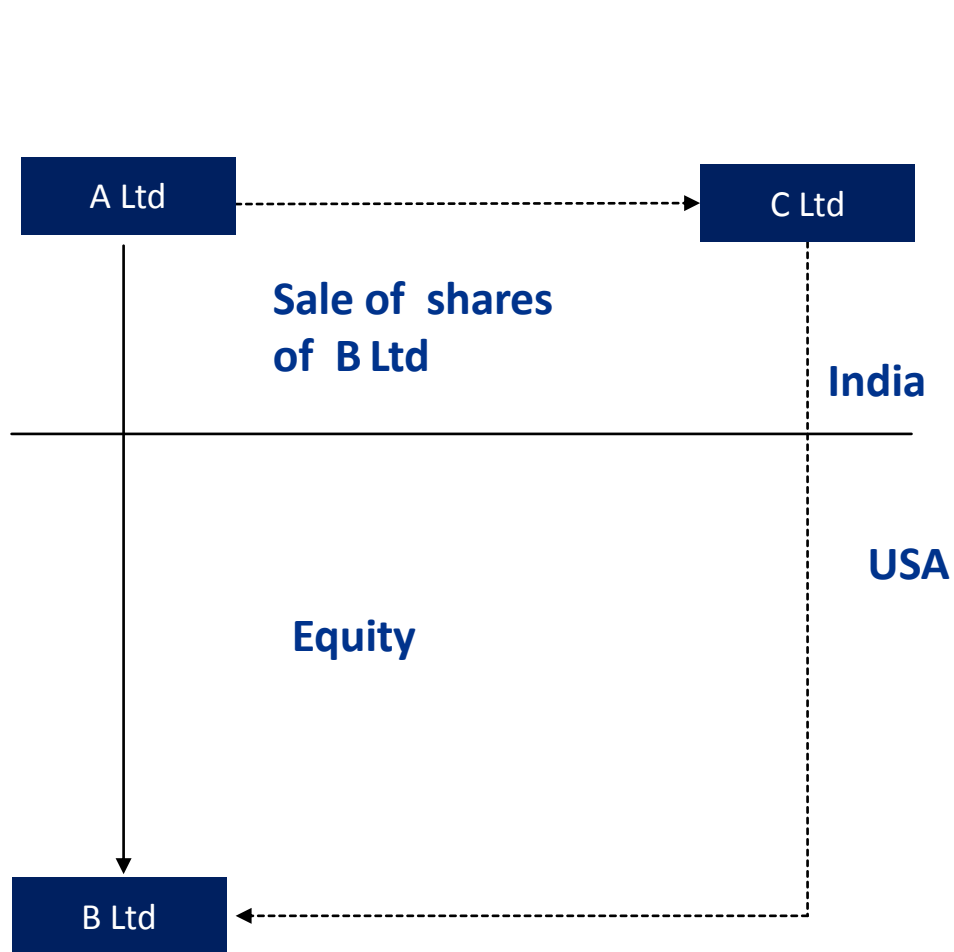 A Ltd
C Ltd
Sale of shares
of B Ltd
India
USA
Equity
B Ltd